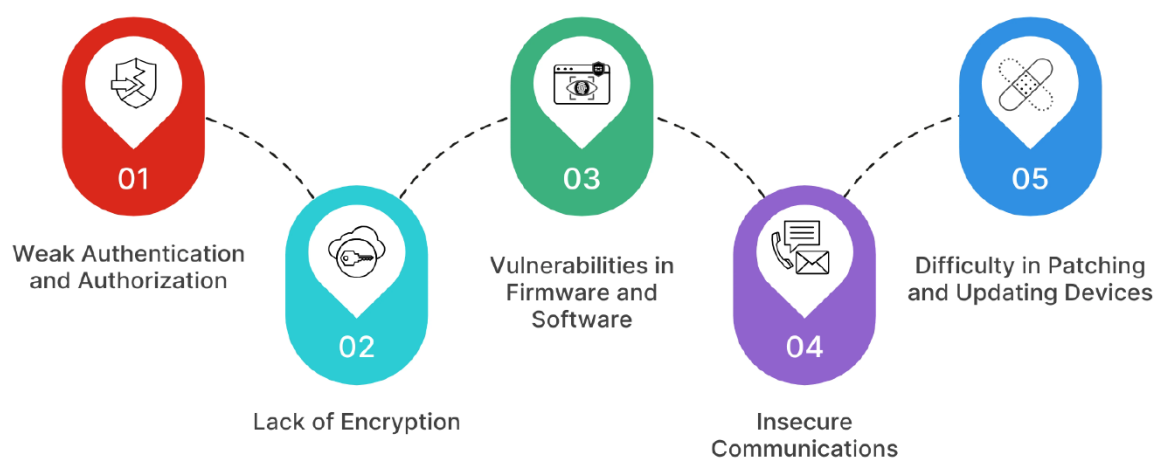 01
Weak Authentication
and Authorization
02
Lack of Encryption
03
Vulnerabilities in
Firmware and
Software
04
Insecure
Communications
05
Difficulty in Patching
and Updating Devices